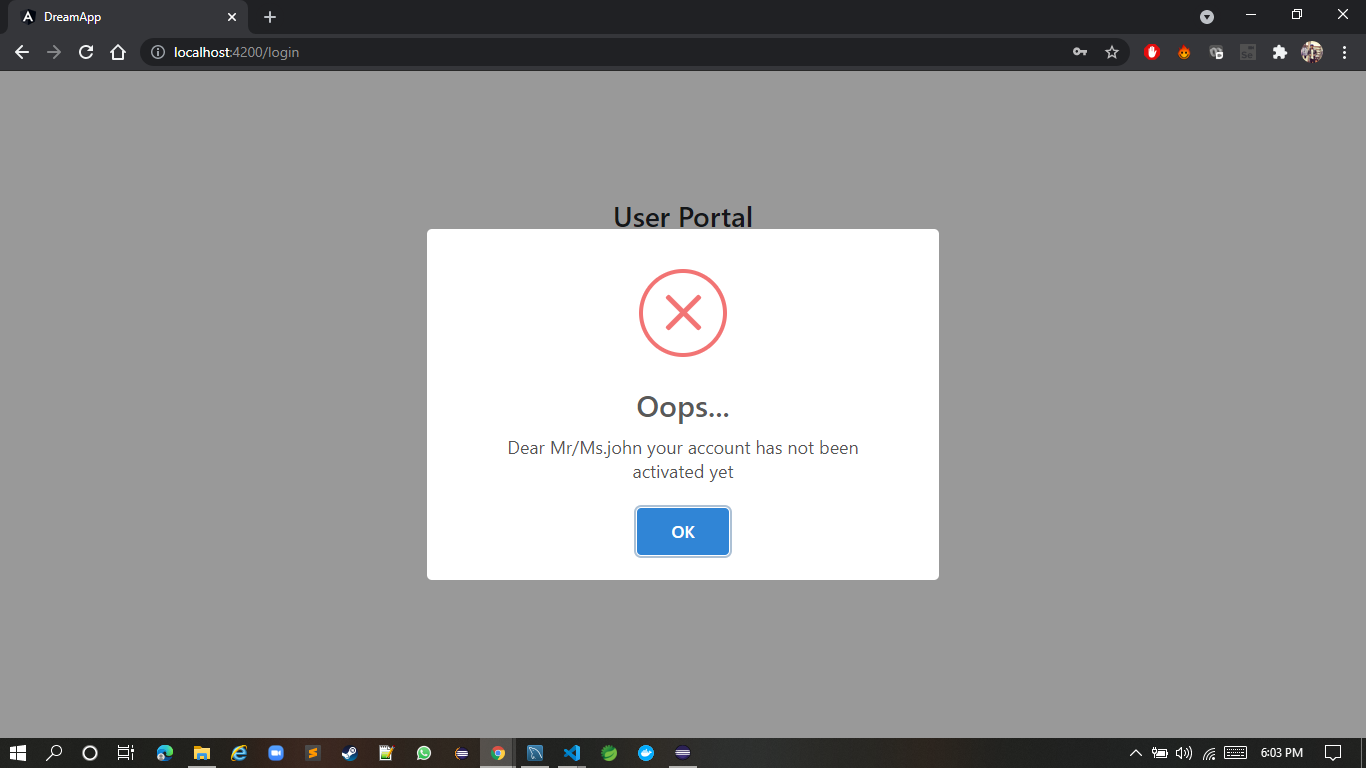 DreamApp
localhost:4200/login
User Portal
Oops...
Dear Mr/Ms.john your account has not been
activated yet
OK
6:03 PM